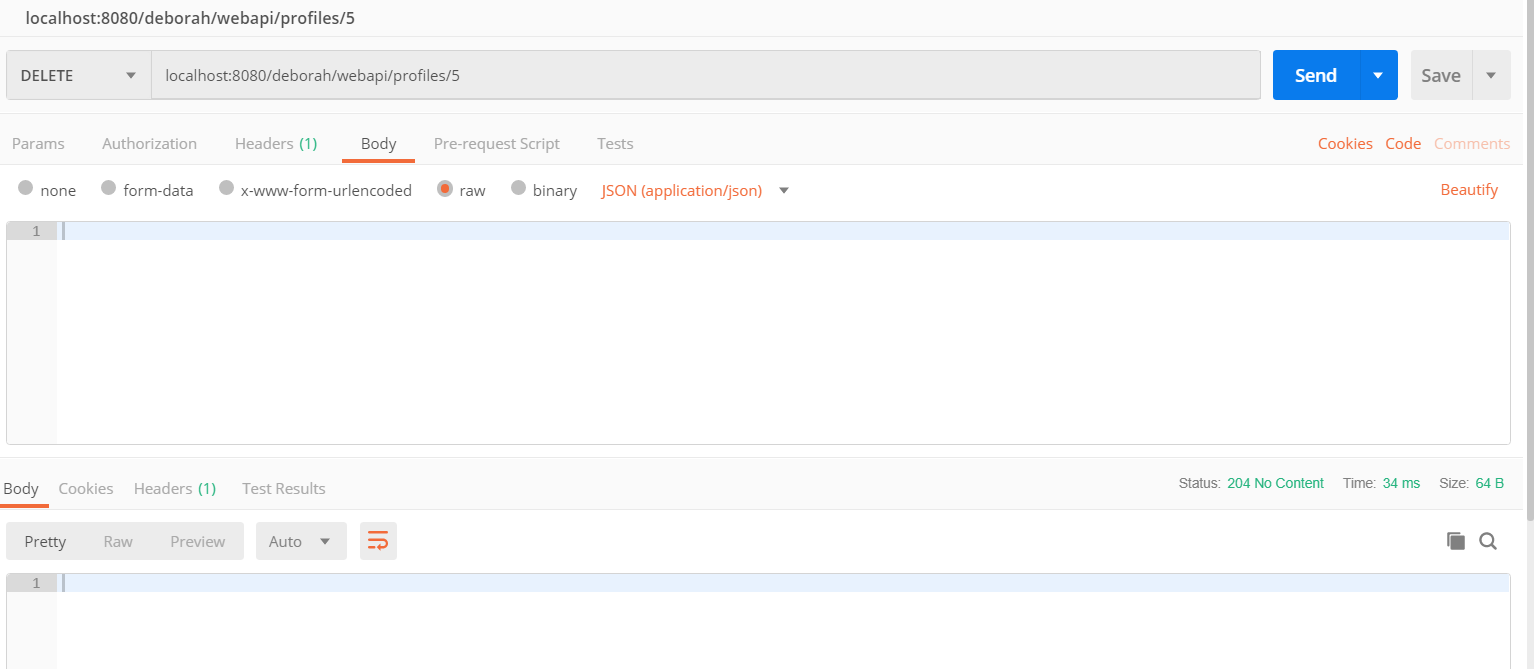 localhost:8080/deborah/webapi/profiles/5
DELETE localhost:8080/deborah/webapi/profiles/5 Send Save
Params Authorization Headers (1) Body Pre-request Script Tests Cookies Code Comments
none form-data x-www-form-urlencoded raw binary JSON (application/json) Beautify
1
Body Cookies Headers (1) Test Results Status: 204 No Content Time: 34 ms Size: 64 B
Pretty Raw Preview Auto
1